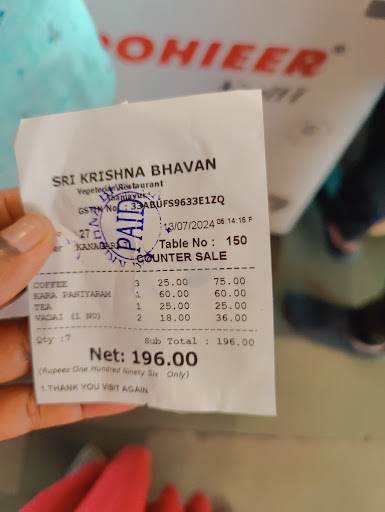 OHIEER
SRI KRISHNA BHAVAN
Vegeterian Restaurant
GSTIN No : 33ABUFS9633E1ZQ
PAID
27
13/07/2024 05:14:16 P
Table No : 150
COUNTER SALE
COFFEE 3 25.00 75.00
KARA PANIYARAM 1 60.00 60.00
TEA 1 25.00 25.00
VADAI (1 NO) 2 18.00 36.00
Qty :7 Sub Total : 196.00
Net: 196.00
(Rupees One Hundred Ninety Six Only)
1.THANK YOU VISIT AGAIN